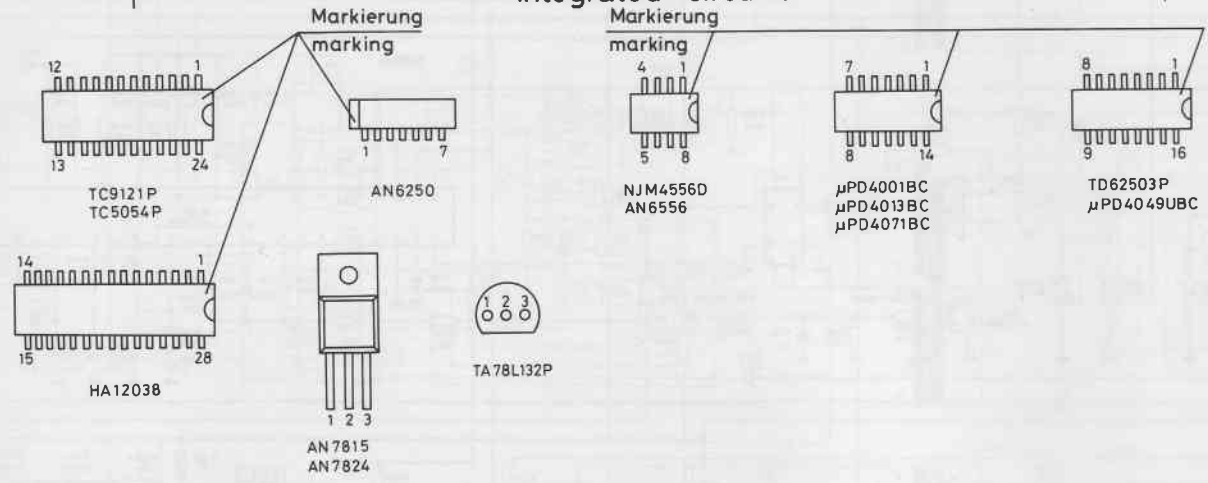 Markierung
marking
Markierung
marking
12 1
13 24
TC9121P
TC5054P
1 7
AN6250
4 1
5 8
NJM4556D
AN6556
7 1
8 14
µPD4001BC
µPD4013BC
µPD4071BC
8 1
9 16
TD62503P
µPD4049UBC
14 1
15 28
HA12038
1 2 3
AN7815
AN7824
1 2 3
TA78L132P